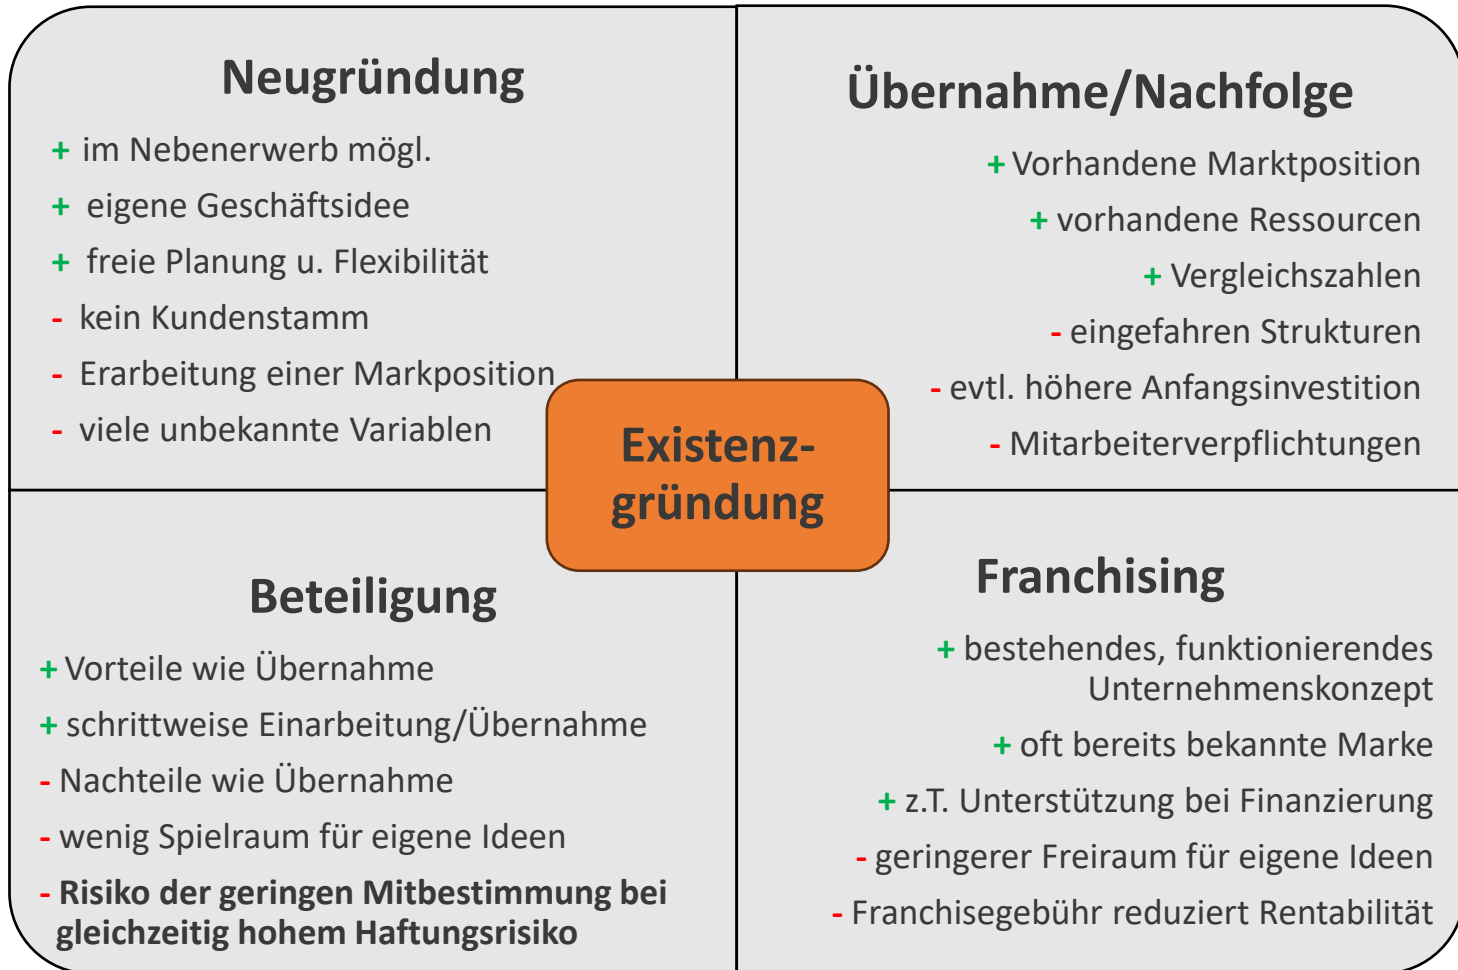 Neugründung
+ im Nebenerwerb mögl.
+ eigene Geschäftsidee
+ freie Planung u. Flexibilität
- kein Kundenstamm
- Erarbeitung einer Markposition
- viele unbekannte Variablen
Übernahme/Nachfolge
+ Vorhandene Marktposition
+ vorhandene Ressourcen
+ Vergleichszahlen
- eingefahren Strukturen
- evtl. höhere Anfangsinvestition
- Mitarbeiterverpflichtungen
Existenz-
gründung
Beteiligung
+ Vorteile wie Übernahme
+ schrittweise Einarbeitung/Übernahme
- Nachteile wie Übernahme
- wenig Spielraum für eigene Ideen
- Risiko der geringen Mitbestimmung bei
gleichzeitig hohem Haftungsrisiko
Franchising
+ bestehendes, funktionierendes
Unternehmenskonzept
+ oft bereits bekannte Marke
+ z.T. Unterstützung bei Finanzierung
- geringerer Freiraum für eigene Ideen
- Franchisegebühr reduziert Rentabilität